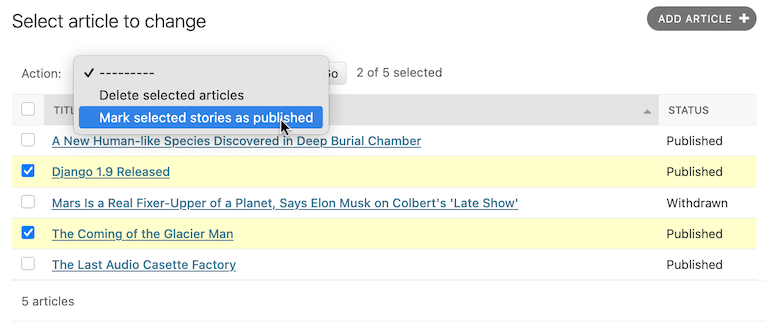 Select article to change
ADD ARTICLE +
Action:
✓ ---------
Go 2 of 5 selected
Delete selected articles
Mark selected stories as published
STATUS
A New Human-like Species Discovered in Deep Burial Chamber Published
Django 1.9 Released Published
Mars Is a Real Fixer-Upper of a Planet, Says Elon Musk on Colbert's 'Late Show' Withdrawn
The Coming of the Glacier Man Published
The Last Audio Casette Factory Published
5 articles